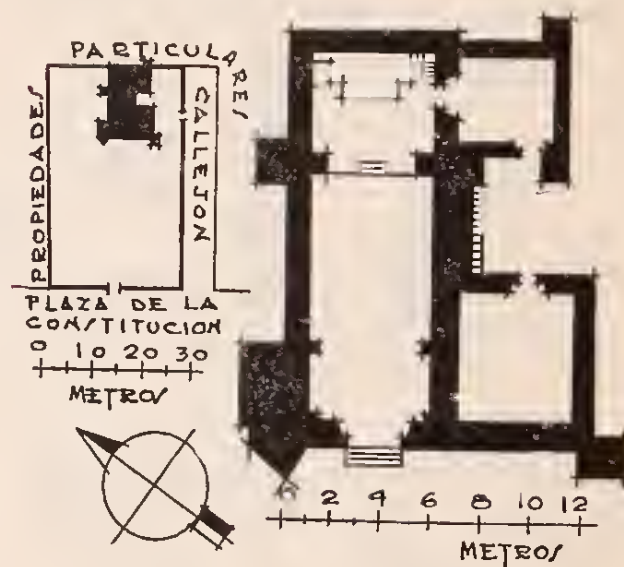 PARTICULARES
PROPIEDADES
CALLEJON
PLAZA DE LA
CONSTITUCION
0 10 20 30
METROS
2 4 6 8 10 12
METROS